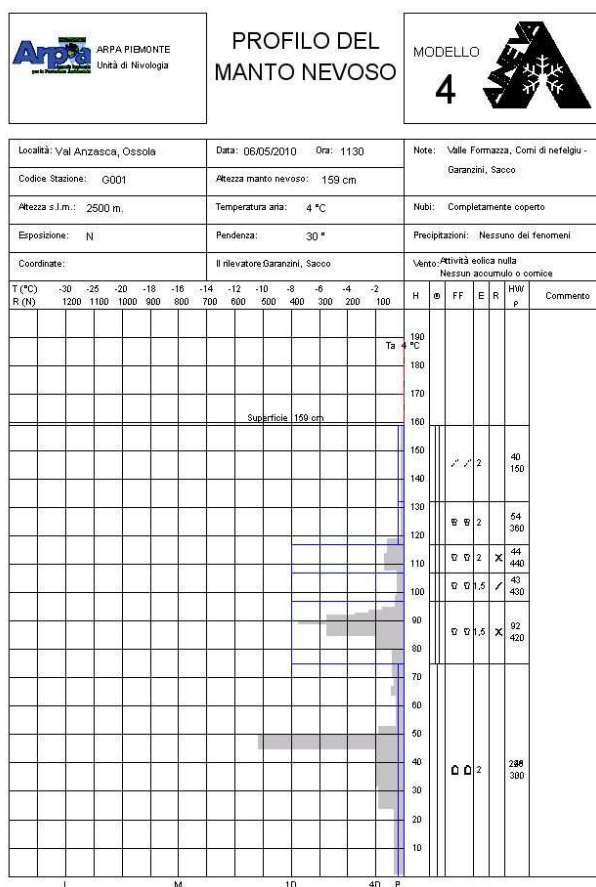 Arpa
ARPA PIEMONTE
Unità di Nivologia
PROFILO DEL
MANTO NEVOSO
MODELLO
4
AINEVA
Località: Val Anzasca, Ossola
Data: 06/05/2010 Ora: 1130
Note: Valle Formazza, Corni di nefelgiu -
Garanzini, Sacco
Codice Stazione: G001
Altezza manto nevoso: 159 cm
Altezza s.l.m.: 2500 m.
Temperatura aria: 4 °C
Nubi: Completamente coperto
Esposizione: N
Pendenza: 30 °
Precipitazioni: Nessuno dei fenomeni
Coordinate:
Il rilevatore: Garanzini, Sacco
Vento: Attività eolica nulla
Nessun accumulo o cornice
T (°C) -30 -25 -20 -18 -16 -14 -12 -10 -8 -6 -4 -2
R (N) 1200 1100 1000 900 800 700 600 500 400 300 200 100
H FF E R HW ρ Commento
190
Ta 4 °C
180
170
Superficie 159 cm
160
150
2 40
150
140
130
2 54
360
120
2 X 44
440
110
100
1,5 / 43
430
90
1,5 X 92
420
80
70
60
50
40
2
300
30
20
10
1D 4D P